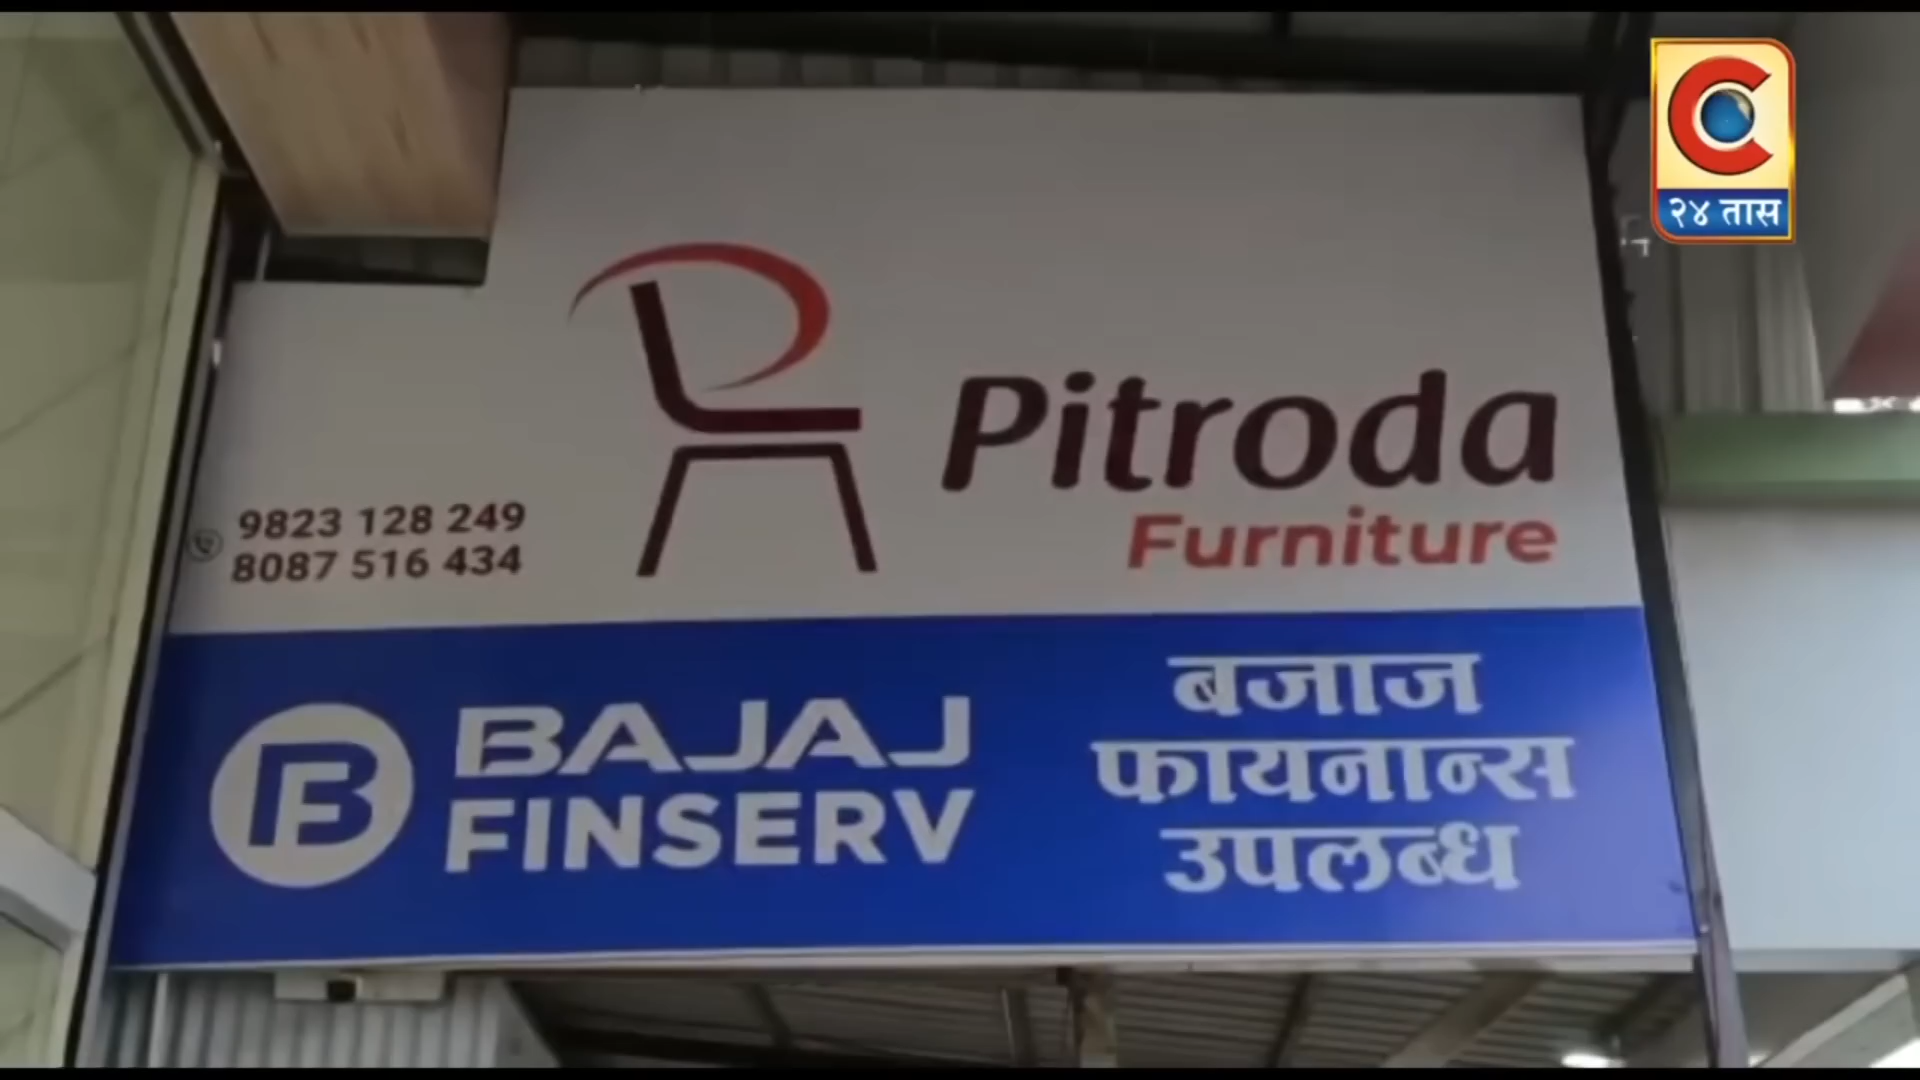 C
२४ तास
Pitroda
Furniture
9823 128 249
8087 516 434
BAJAJ
FINSERV
बजाज
फायनान्स
उपलब्ध